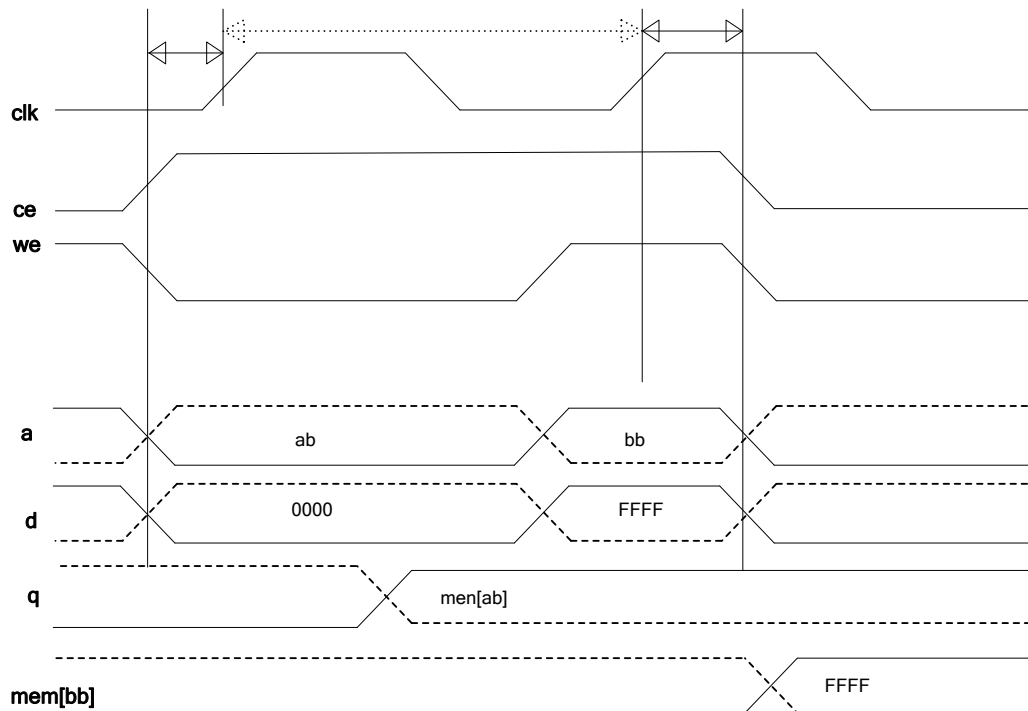 clk
ce
we
a ab bb
d 0000 FFFF
q men[ab]
mem[bb] FFFF